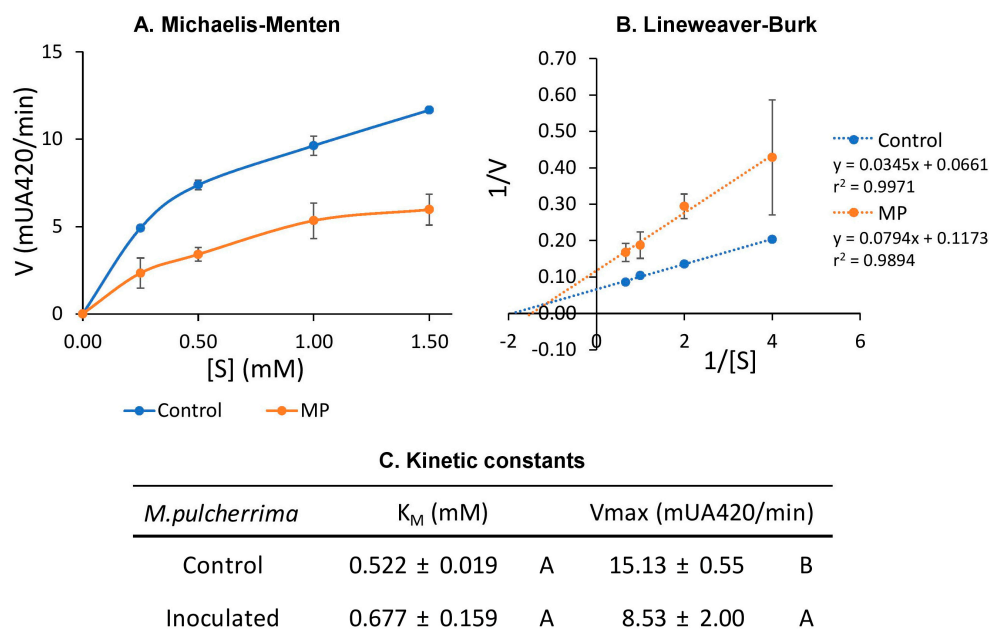 A. Michaelis-Menten
15
10
5
0
V (mUA420/min)
0.00 0.50 1.00 1.50
[S] (mM)
Control MP
B. Lineweaver-Burk
0.70
0.60
0.50
0.40
0.30
0.20
0.10
0.00
-0.10
1/V
-2 0 2 4 6
1/[S]
Control
y = 0.0345x + 0.0661
r² = 0.9971
MP
y = 0.0794x + 0.1173
r² = 0.9894
C. Kinetic constants
M.pulcherrima K_M (mM) Vmax (mUA420/min)
Control 0.522 ± 0.019 A 15.13 ± 0.55 B
Inoculated 0.677 ± 0.159 A 8.53 ± 2.00 A